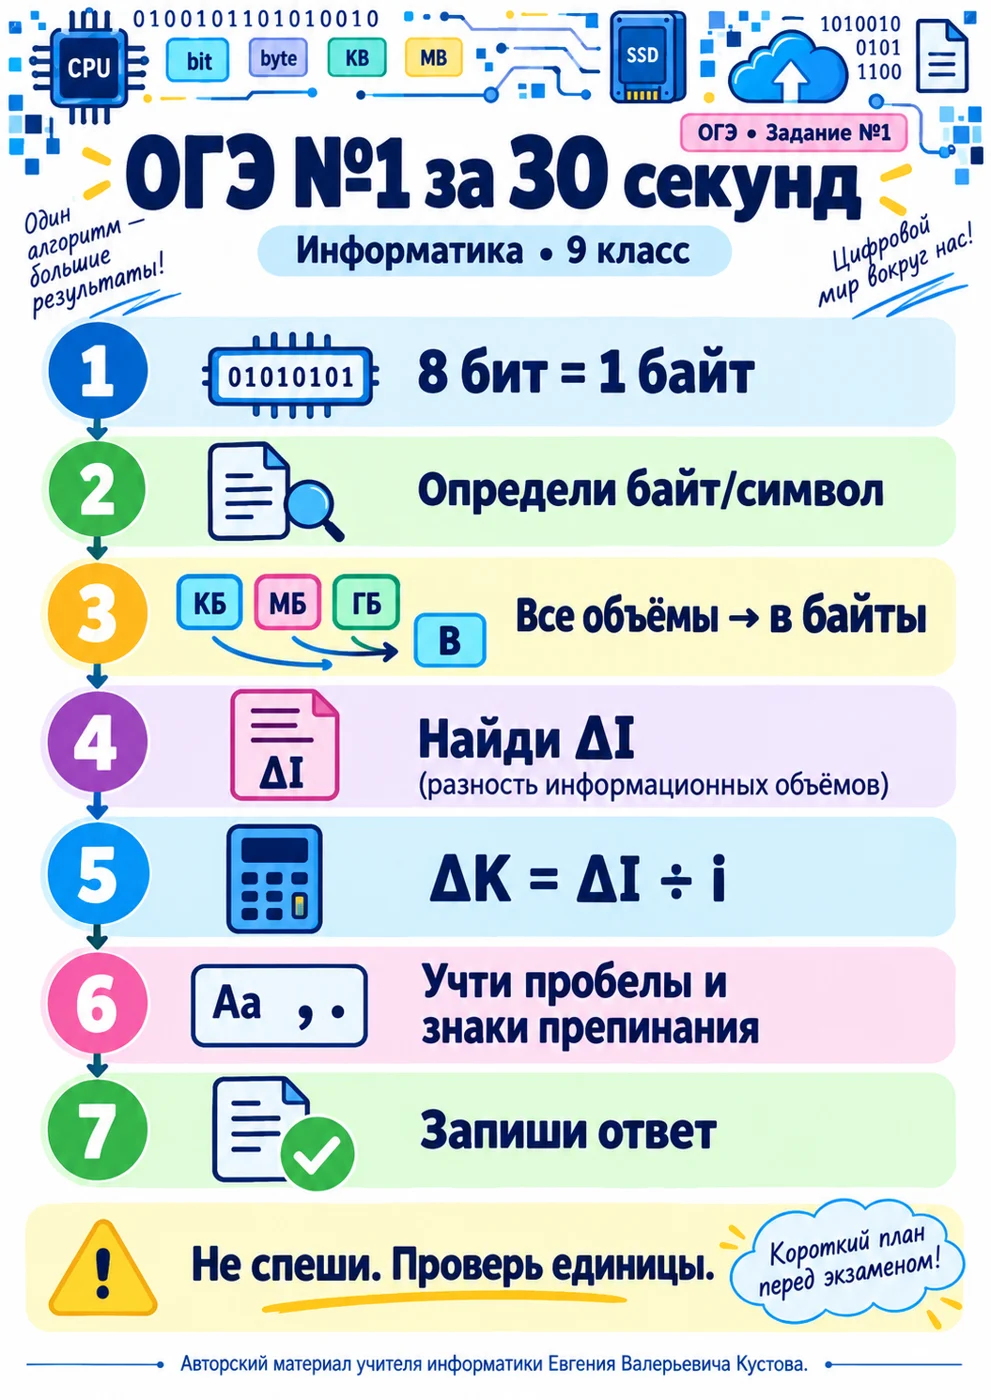 0100101101010010
CPU
bit
byte
KB
MB
SSD
1010010
0101
1100
ОГЭ • Задание №1
ОГЭ №1 за 30 секунд
Один
алгоритм —
большие
результаты!
Информатика • 9 класс
Цифровой
мир вокруг нас!
1
01010101
8 бит = 1 байт
2
Определи байт/символ
3
КБ
МБ
ГБ
B
Все объёмы → в байты
4
ΔI
Найди ΔI
(разность информационных объёмов)
5
ΔK = ΔI ÷ i
6
Aa , .
Учти пробелы и
знаки препинания
7
Запиши ответ
!
Не спеши. Проверь единицы.
Короткий план
перед экзаменом!
Авторский материал учителя информатики Евгения Валерьевича Кустова.